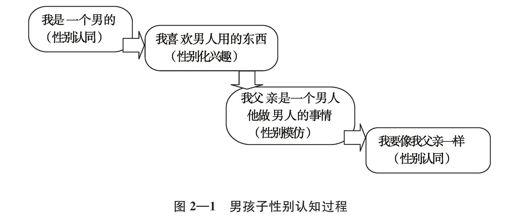 我是一个男的
（性别认同）
我喜欢男人用的东西
（性别化兴趣）
我父亲是一个男人
他做男人的事情
（性别模仿）
我要像我父亲一样
（性别认同）
图 2—1 男孩子性别认知过程